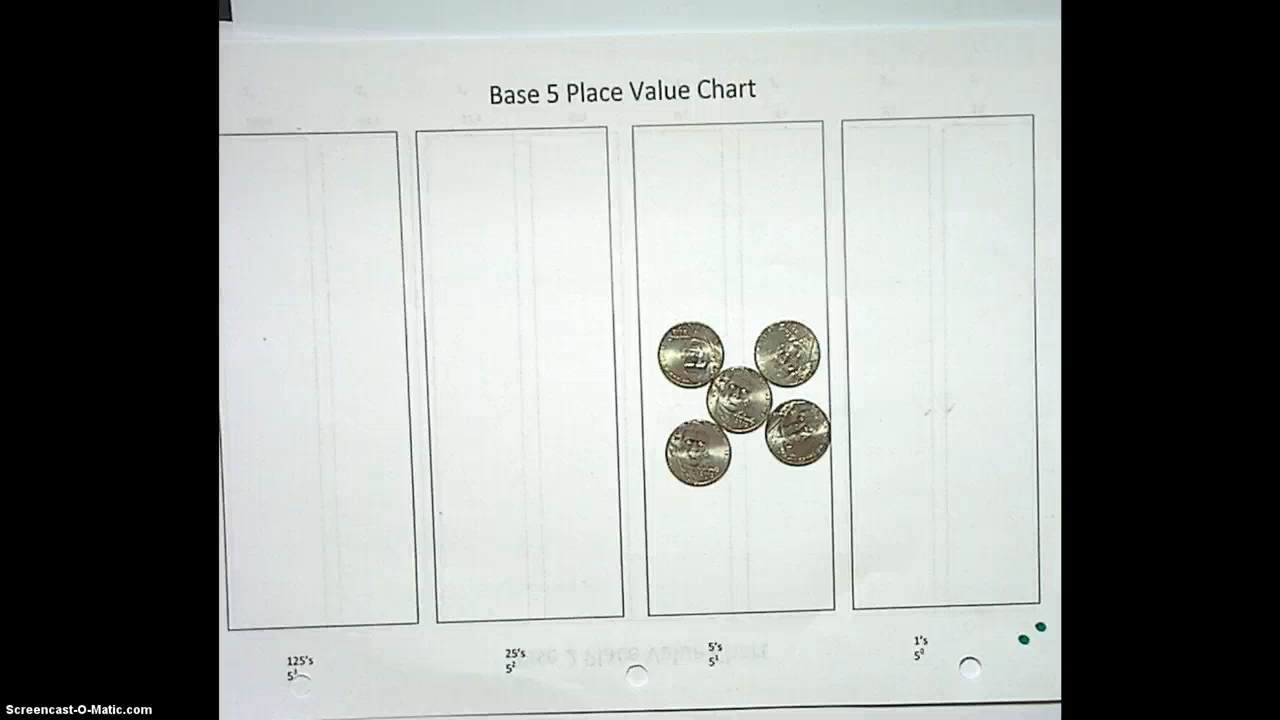 Base 5 Place Value Chart
125's
5³
25's
5²
5's
5¹
1's
5⁰
Screencast-O-Matic.com